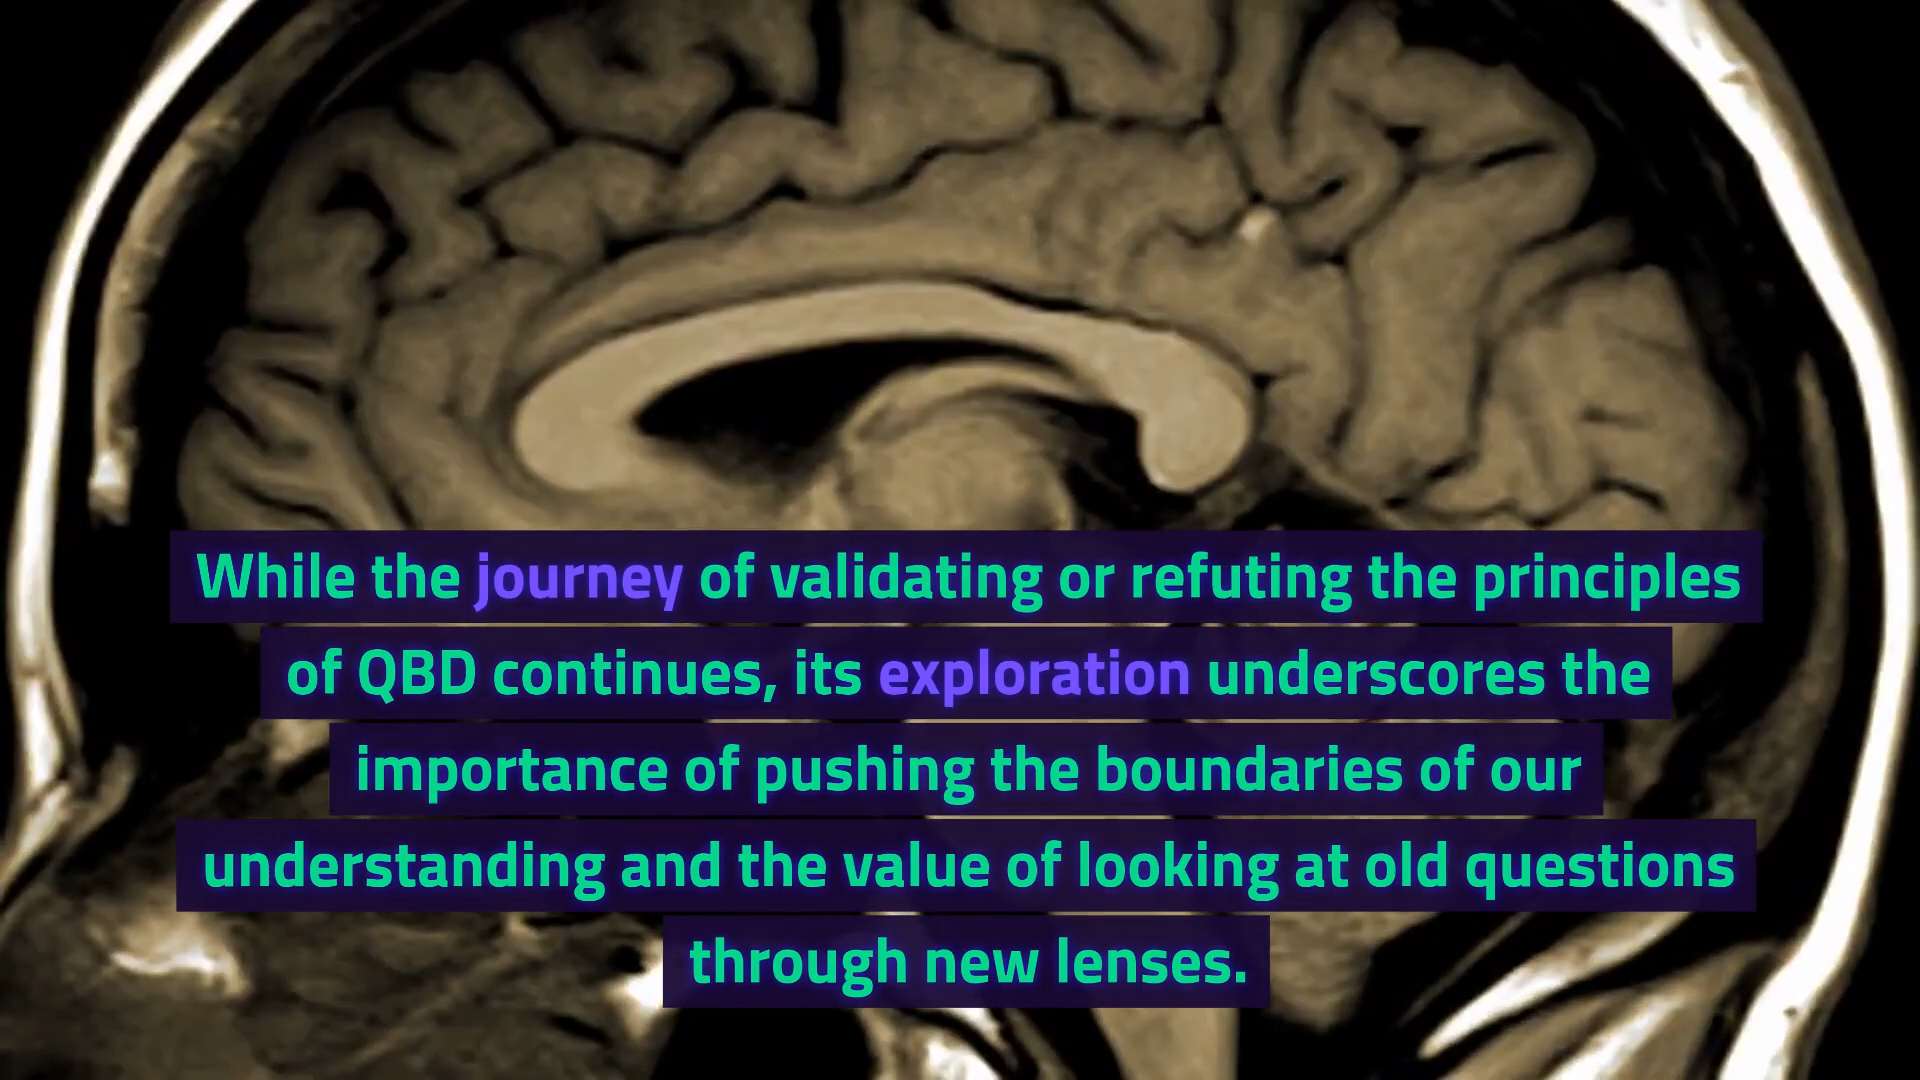 While the journey of validating or refuting the principles
of QBD continues, its exploration underscores the
importance of pushing the boundaries of our
understanding and the value of looking at old questions
through new lenses.